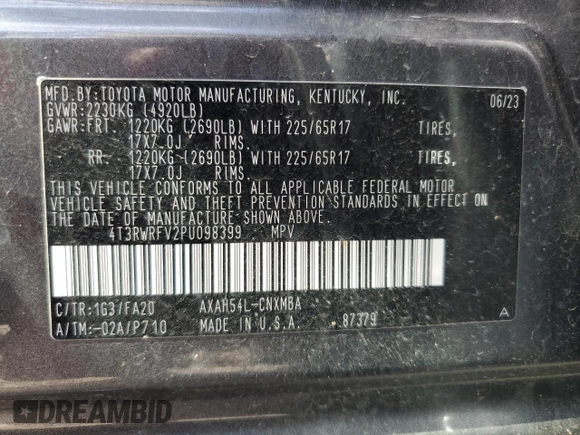 MFD.BY:TOYOTA MOTOR MANUFACTURING, KENTUCKY, INC. 06/23
GVWR:2230KG (4920LB)
GAWR:FRT. 1220KG (2690LB) WITH 225/65R17 TIRES,
17X7.0J RIMS.
RR. 1220KG (2690LB) WITH 225/65R17 TIRES,
17X7.0J RIMS.
THIS VEHICLE CONFORMS TO ALL APPLICABLE FEDERAL MOTOR
VEHICLE SAFETY AND THEFT PREVENTION STANDARDS IN EFFECT ON
THE DATE OF MANUFACTURE SHOWN ABOVE.
4T3RWRFV2PU098399 MPV
C/TR:1G3/FA20 AXAH54L-CNXMBA A
A/TM:-02A/P710 MADE IN U.S.A. 87379
DREAMBID